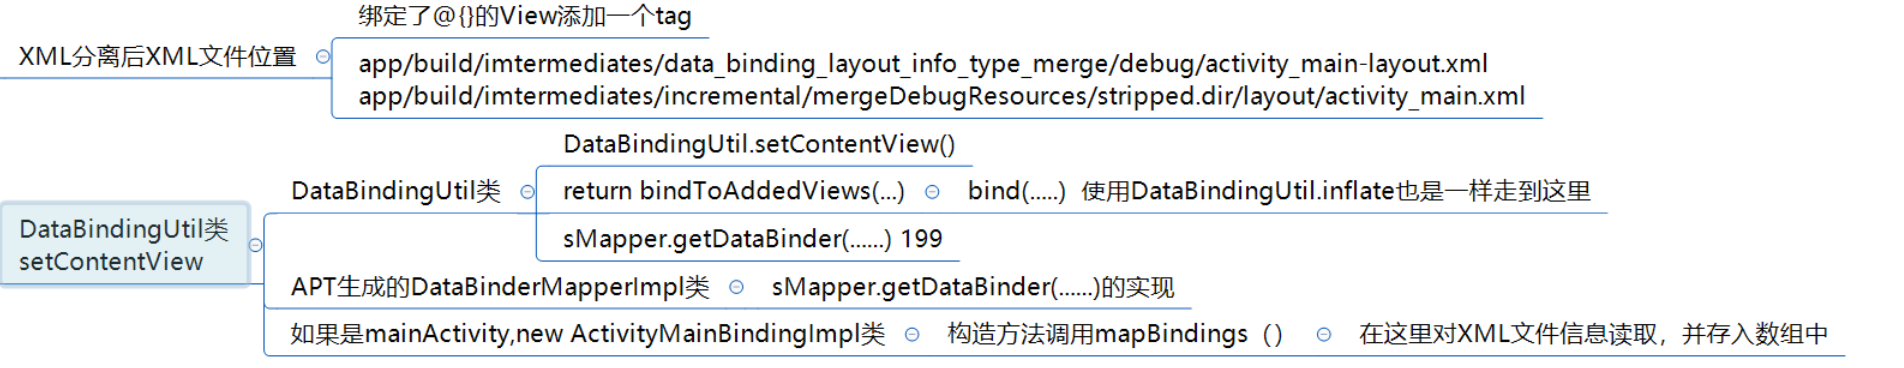 绑定了@{}的View添加一个tag
XML分离后XML文件位置
app/build/imtermediates/data_binding_layout_info_type_merge/debug/activity_main-layout.xml
app/build/imtermediates/incremental/mergeDebugResources/stripped.dir/layout/activity_main.xml
DataBindingUtil类
setContentView
DataBindingUtil类
DataBindingUtil.setContentView()
return bindToAddedViews(...)
bind(.....)  使用DataBindingUtil.inflate也是一样走到这里
sMapper.getDataBinder(......) 199
APT生成的DataBinderMapperImpl类
sMapper.getDataBinder(......)的实现
如果是mainActivity,new ActivityMainBindingImpl类
构造方法调用mapBindings（）
在这里对XML文件信息读取，并存入数组中